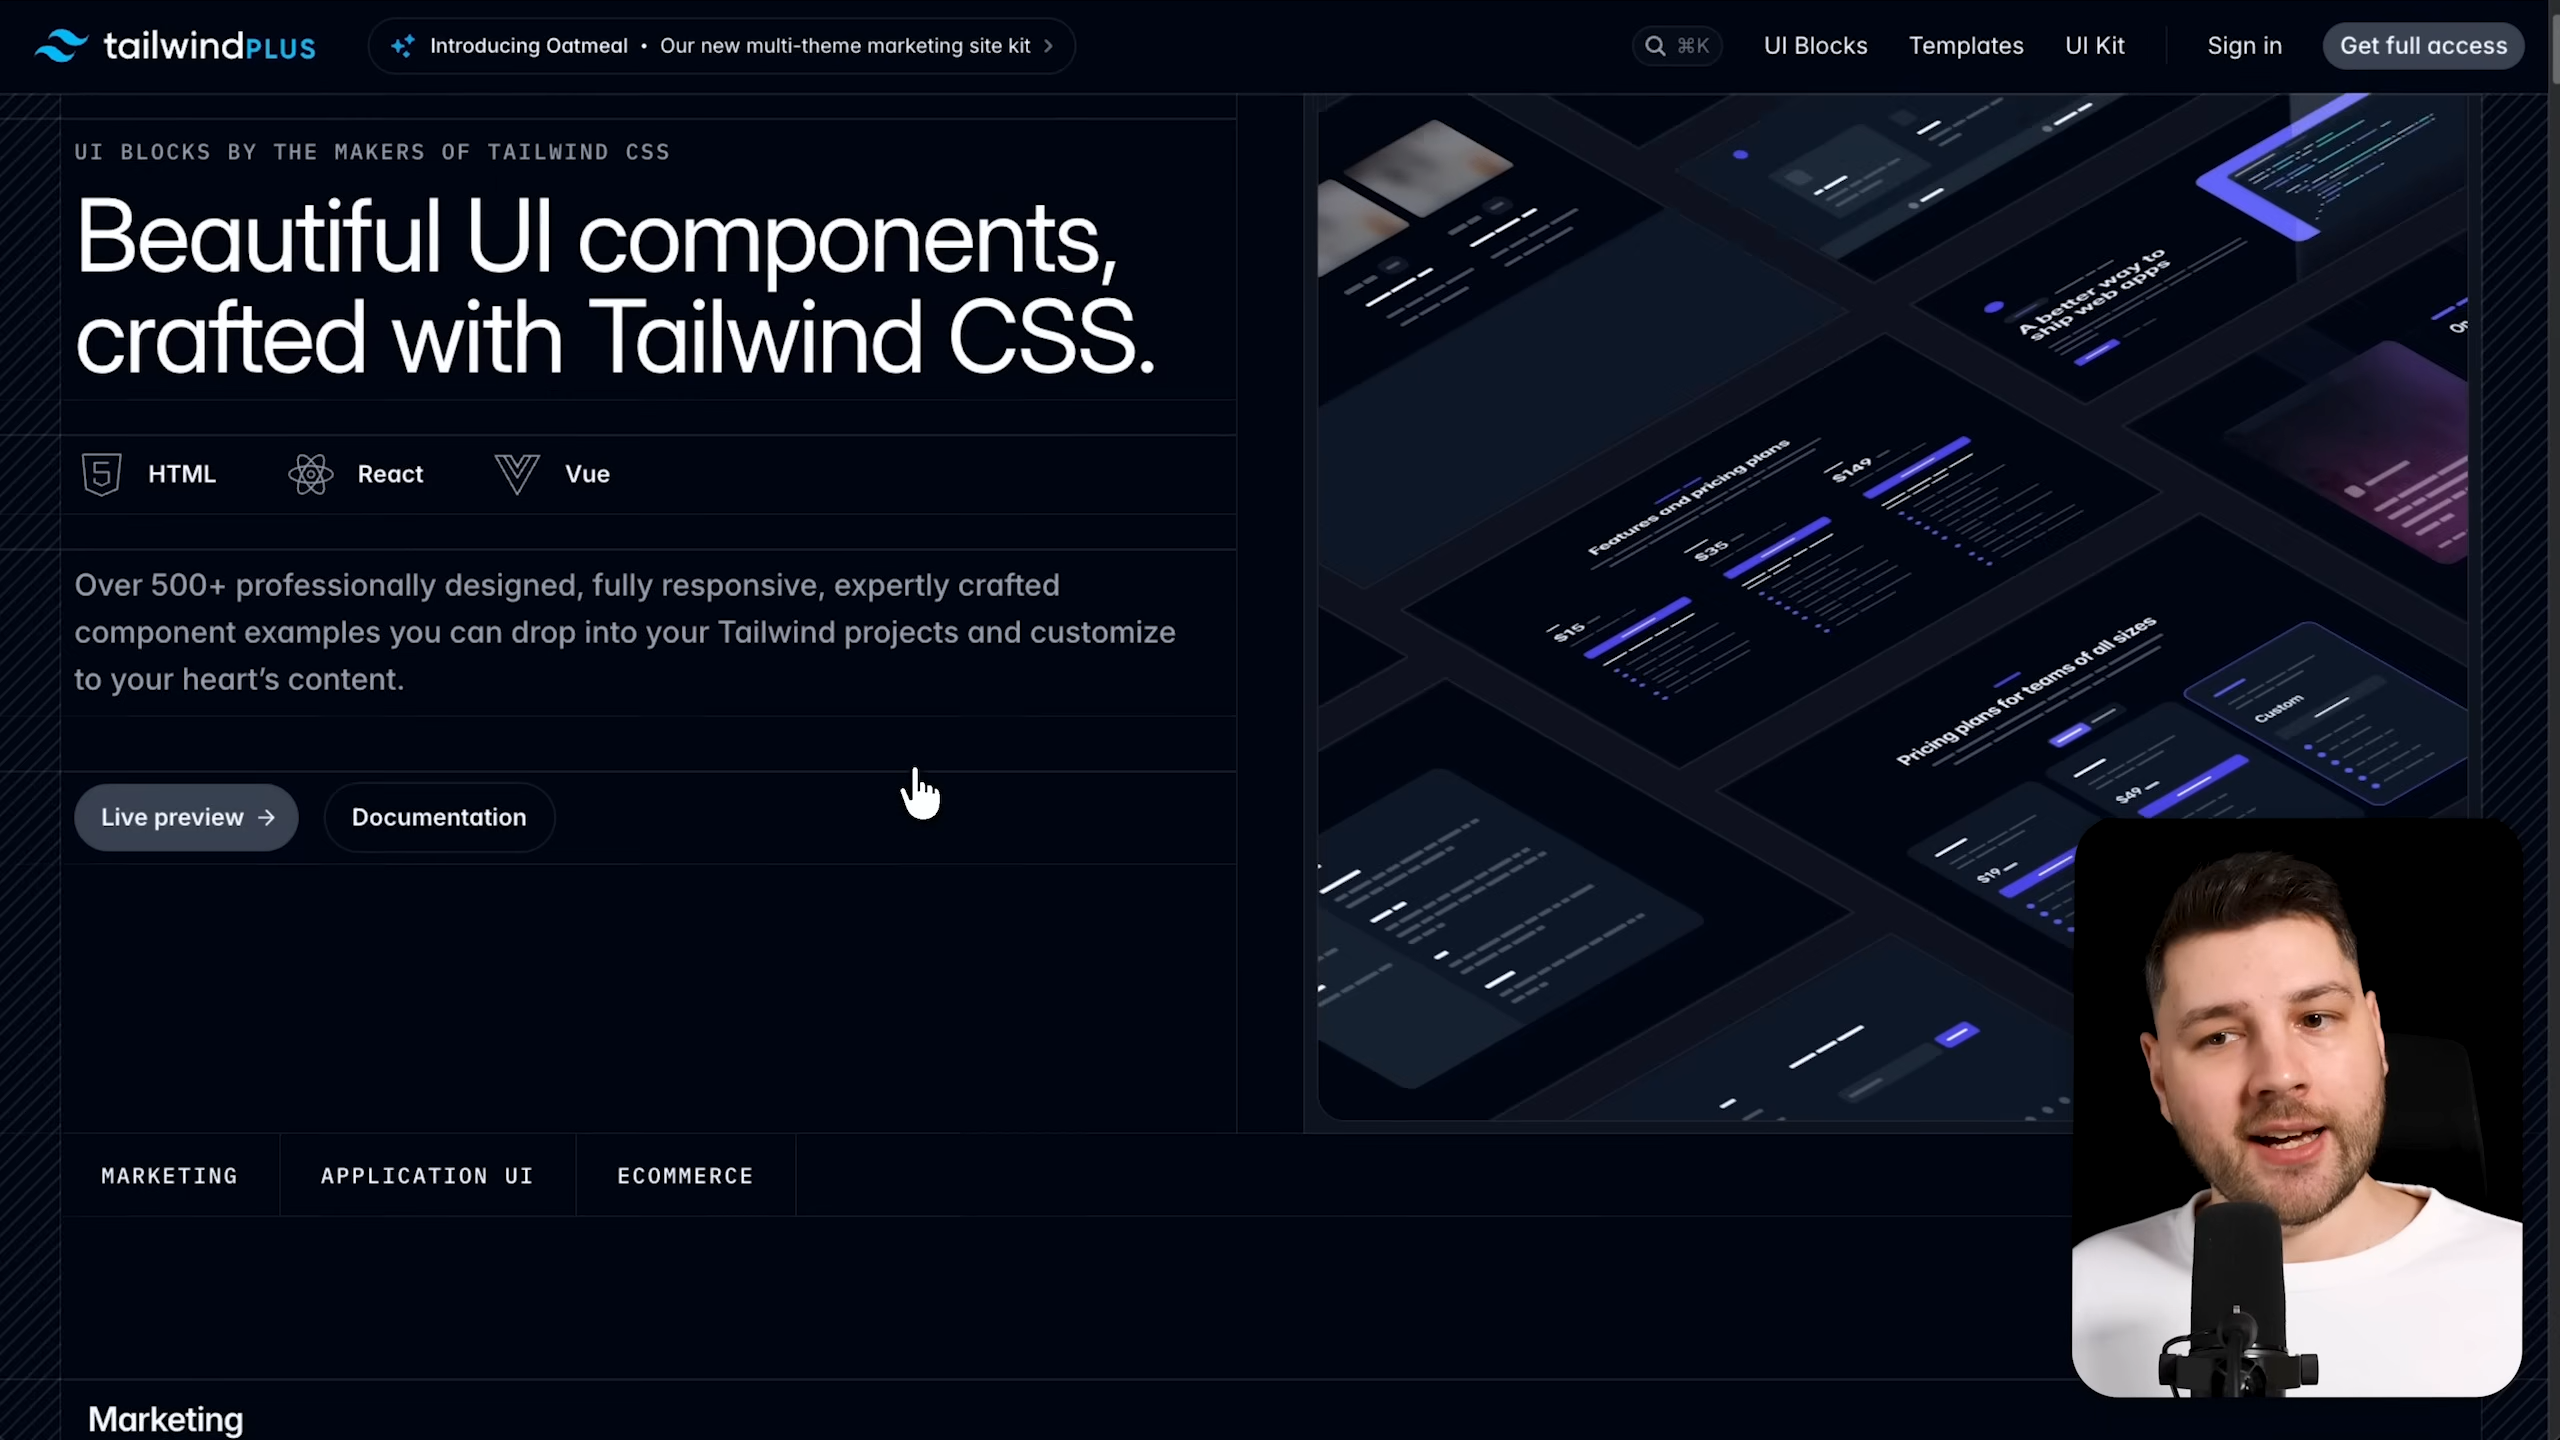 tailwindPLUS
Introducing Oatmeal • Our new multi-theme marketing site kit
⌘K
UI Blocks
Templates
UI Kit
Sign in
Get full access
UI BLOCKS BY THE MAKERS OF TAILWIND CSS
Beautiful UI components,
crafted with Tailwind CSS.
HTML
React
Vue
Over 500+ professionally designed, fully responsive, expertly crafted
component examples you can drop into your Tailwind projects and customize
to your heart's content.
Live preview →
Documentation
A better way to
ship web apps
Features and pricing plans
$15
$35
$149
Pricing plans for teams of all sizes
$19
$49
Custom
MARKETING
APPLICATION UI
ECOMMERCE
Marketing